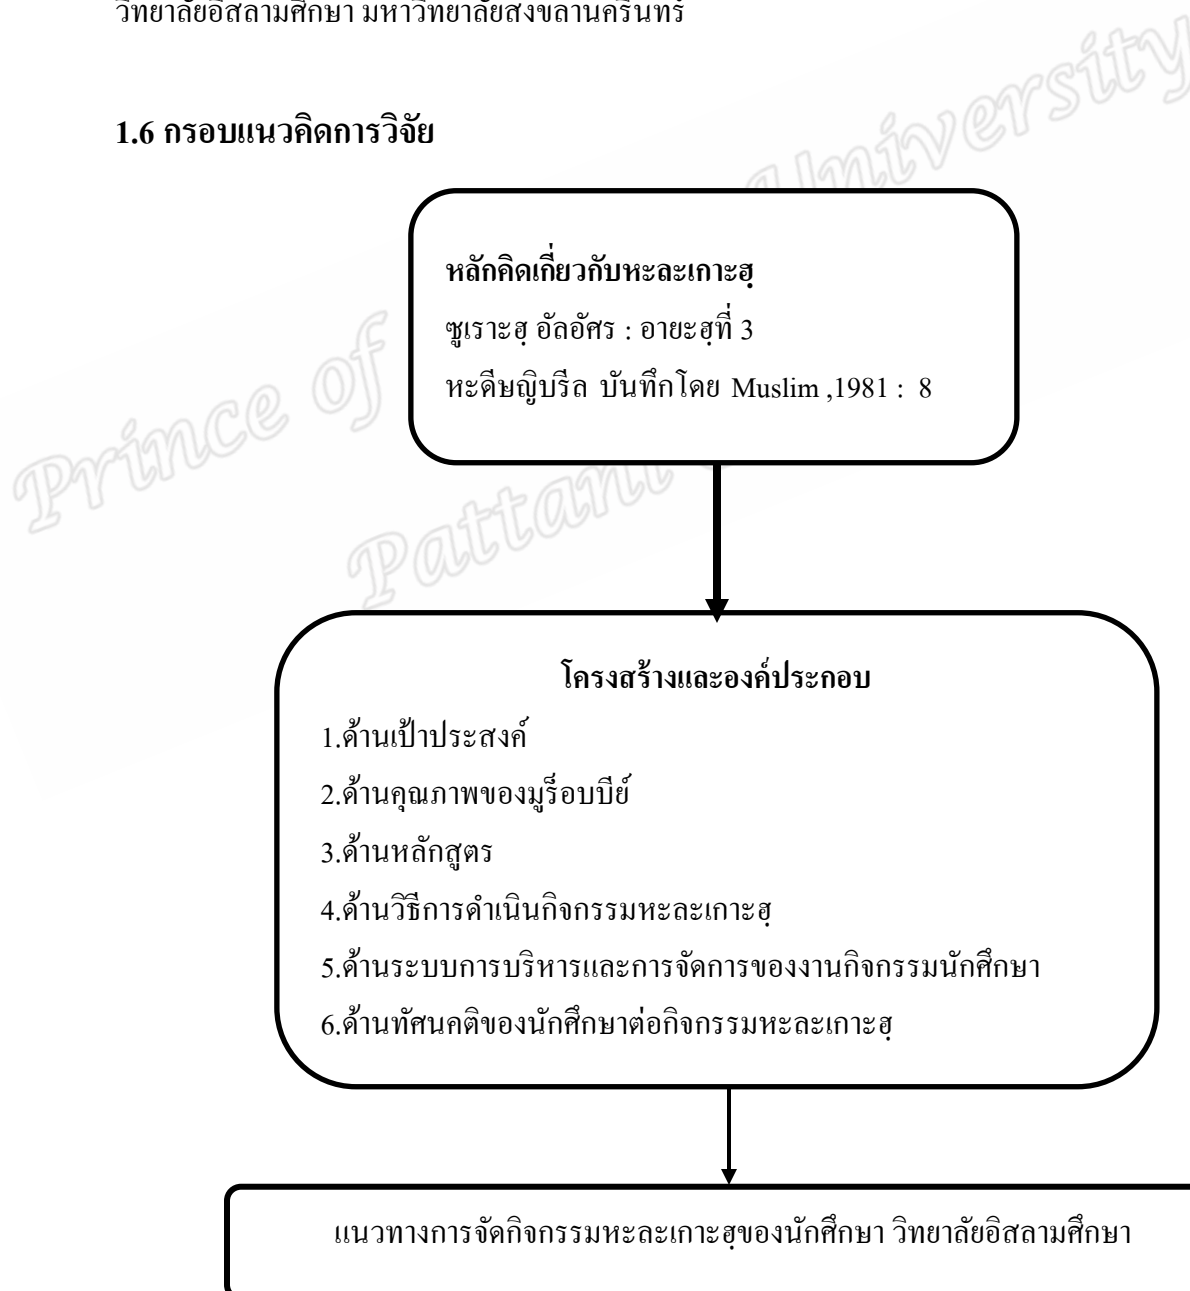 วิทยาลัยอิสลามศึกษา มหาวิทยาลัยสงขลานครินทร์
1.6 กรอบแนวคิดการวิจัย
หลักคิดเกี่ยวกับหะละเกาะฮฺ
ซูเราะฮฺ อัลอัศร : อายะฮฺที่ 3
หะดีษญิบรีล บันทึกโดย Muslim ,1981 : 8
โครงสร้างและองค์ประกอบ
1.ด้านเป้าประสงค์
2.ด้านคุณภาพของมูร็อบบีย์
3.ด้านหลักสูตร
4.ด้านวิธีการดำเนินกิจกรรมหะละเกาะฮฺ
5.ด้านระบบการบริหารและการจัดการของงานกิจกรรมนักศึกษา
6.ด้านทัศนคติของนักศึกษาต่อกิจกรรมหะละเกาะฮฺ
แนวทางการจัดกิจกรรมหะละเกาะฮฺของนักศึกษา วิทยาลัยอิสลามศึกษา
Prince of
University
Pattani